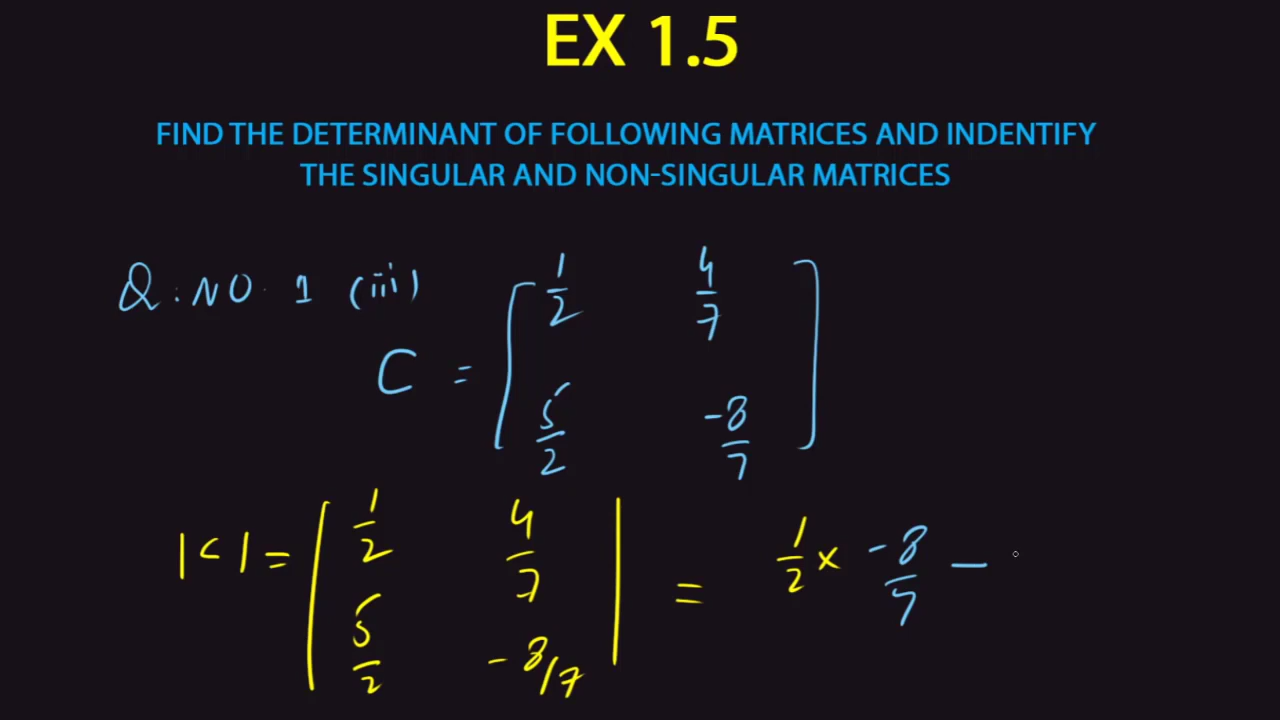 EX 1.5
FIND THE DETERMINANT OF FOLLOWING MATRICES AND INDENTIFY
THE SINGULAR AND NON-SINGULAR MATRICES
Q:NO.1 (iii)
C = [ 1/2 4/7
5/2 -8/7 ]
|C| = | 1/2 4/7
5/2 -8/7 | = 1/2 × -8/7 −